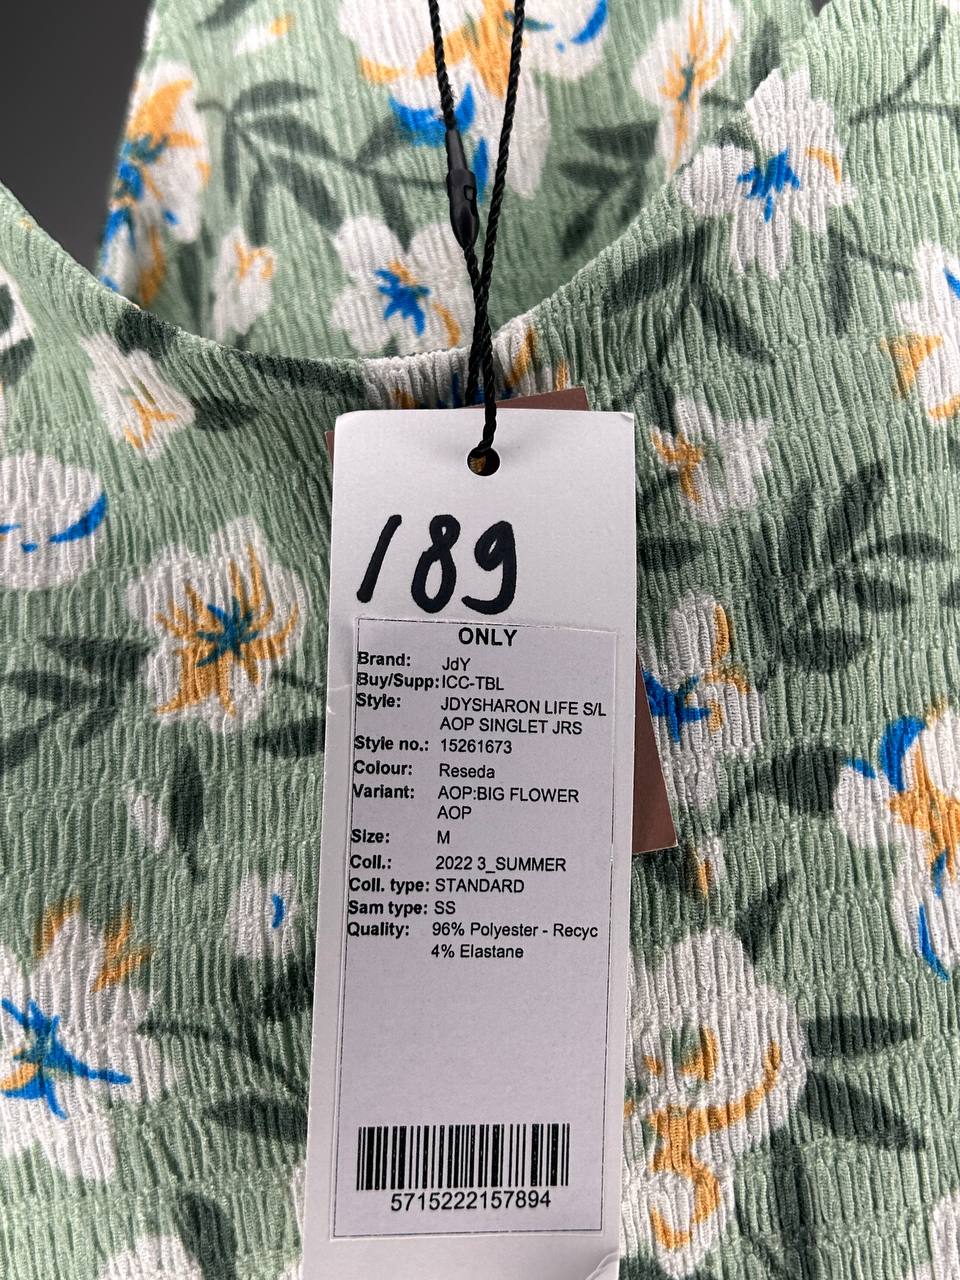 189
ONLY
Brand: JdY
Buy/Supp: ICC-TBL
Style: JDYSHARON LIFE S/L
AOP SINGLET JRS
Style no.: 15261673
Colour: Reseda
Variant: AOP:BIG FLOWER
AOP
Size: M
Coll.: 2022 3_SUMMER
Coll. type: STANDARD
Sam type: SS
Quality: 96% Polyester - Recyc
4% Elastane
5715222157894